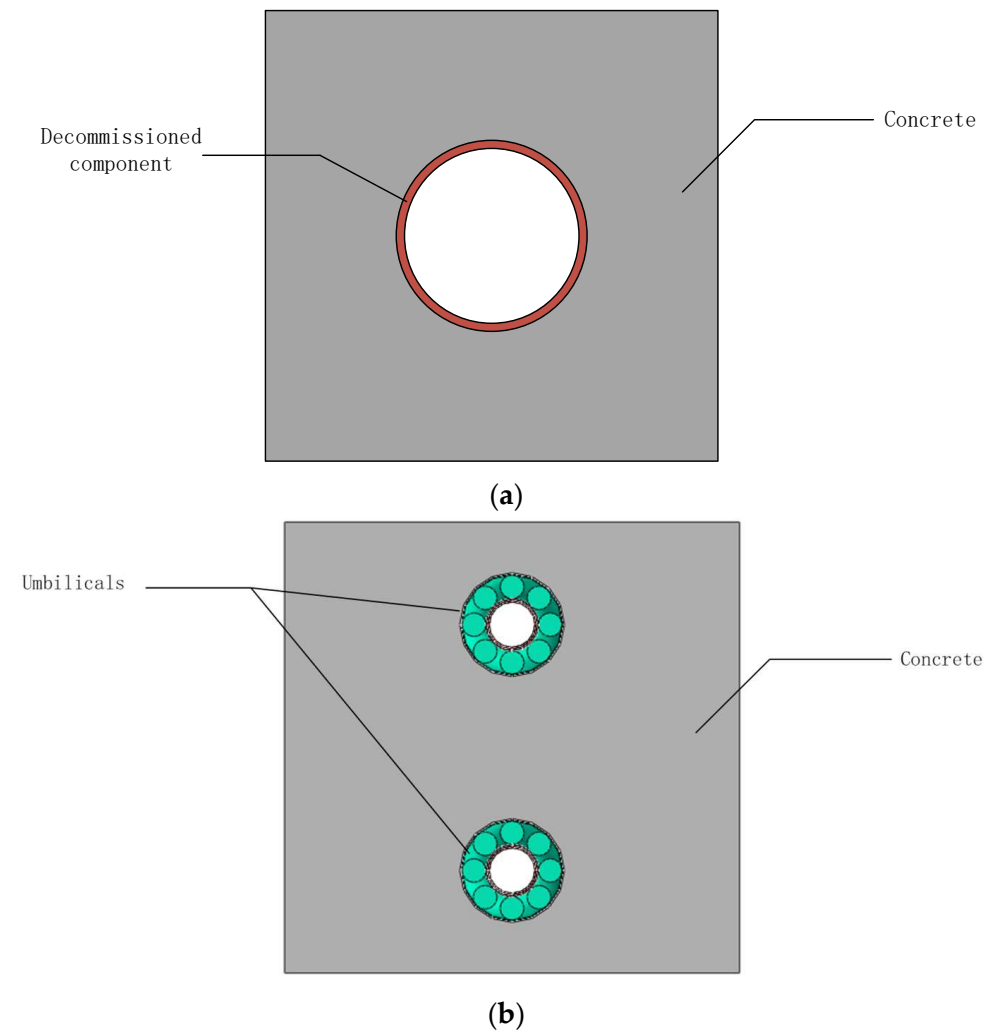 Decommissioned
component
Concrete
(a)
Umbilicals
Concrete
(b)